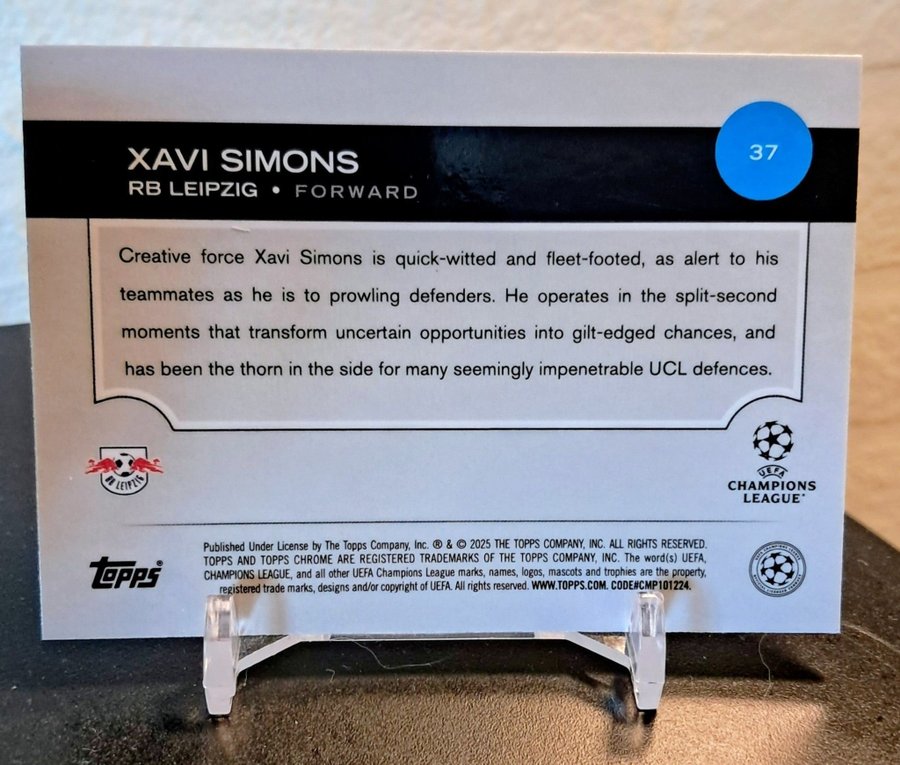 XAVI SIMONS
RB LEIPZIG • FORWARD
37
Creative force Xavi Simons is quick-witted and fleet-footed, as alert to his
teammates as he is to prowling defenders. He operates in the split-second
moments that transform uncertain opportunities into gilt-edged chances, and
has been the thorn in the side for many seemingly impenetrable UCL defences.
RB LEIPZIG
UEFA
CHAMPIONS
LEAGUE
topps
Published Under License by The Topps Company, Inc. ® & © 2025 THE TOPPS COMPANY, INC. ALL RIGHTS RESERVED.
TOPPS AND TOPPS CHROME ARE REGISTERED TRADEMARKS OF THE TOPPS COMPANY, INC. The word(s) UEFA,
CHAMPIONS LEAGUE, and all other UEFA Champions League marks, names, logos, mascots and trophies are the property,
registered trade marks, designs and/or copyright of UEFA. All rights reserved. WWW.TOPPS.COM. CODE#CMP101224.